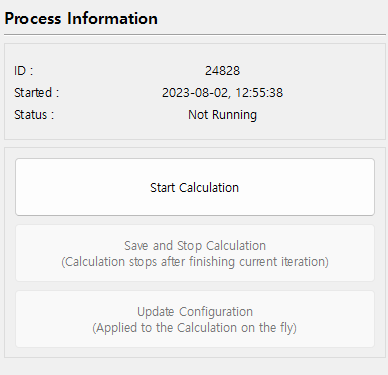 Process Information
ID : 24828
Started : 2023-08-02, 12:55:38
Status : Not Running
Start Calculation
Save and Stop Calculation
(Calculation stops after finishing current iteration)
Update Configuration
(Applied to the Calculation on the fly)